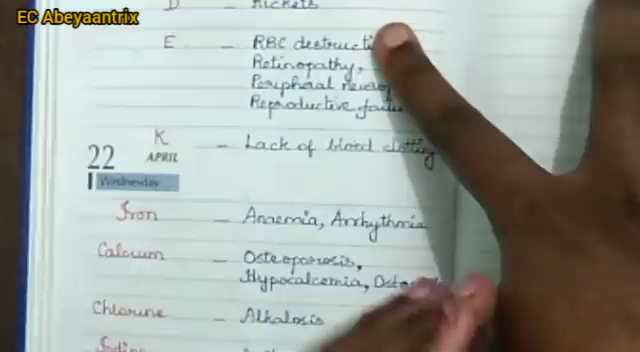 EC Abeyaantrix
D - Rickets
E - RBC destructi
Retinopathy,
Peripheral neurop
Reproductive failu
K - Lack of blood clotting
22 APRIL
Wednesday
Iron - Anaemia, Arrhythmia
Calcium - Osteoporosis,
Hypocalcemia,
Chlorine - Alkalosis